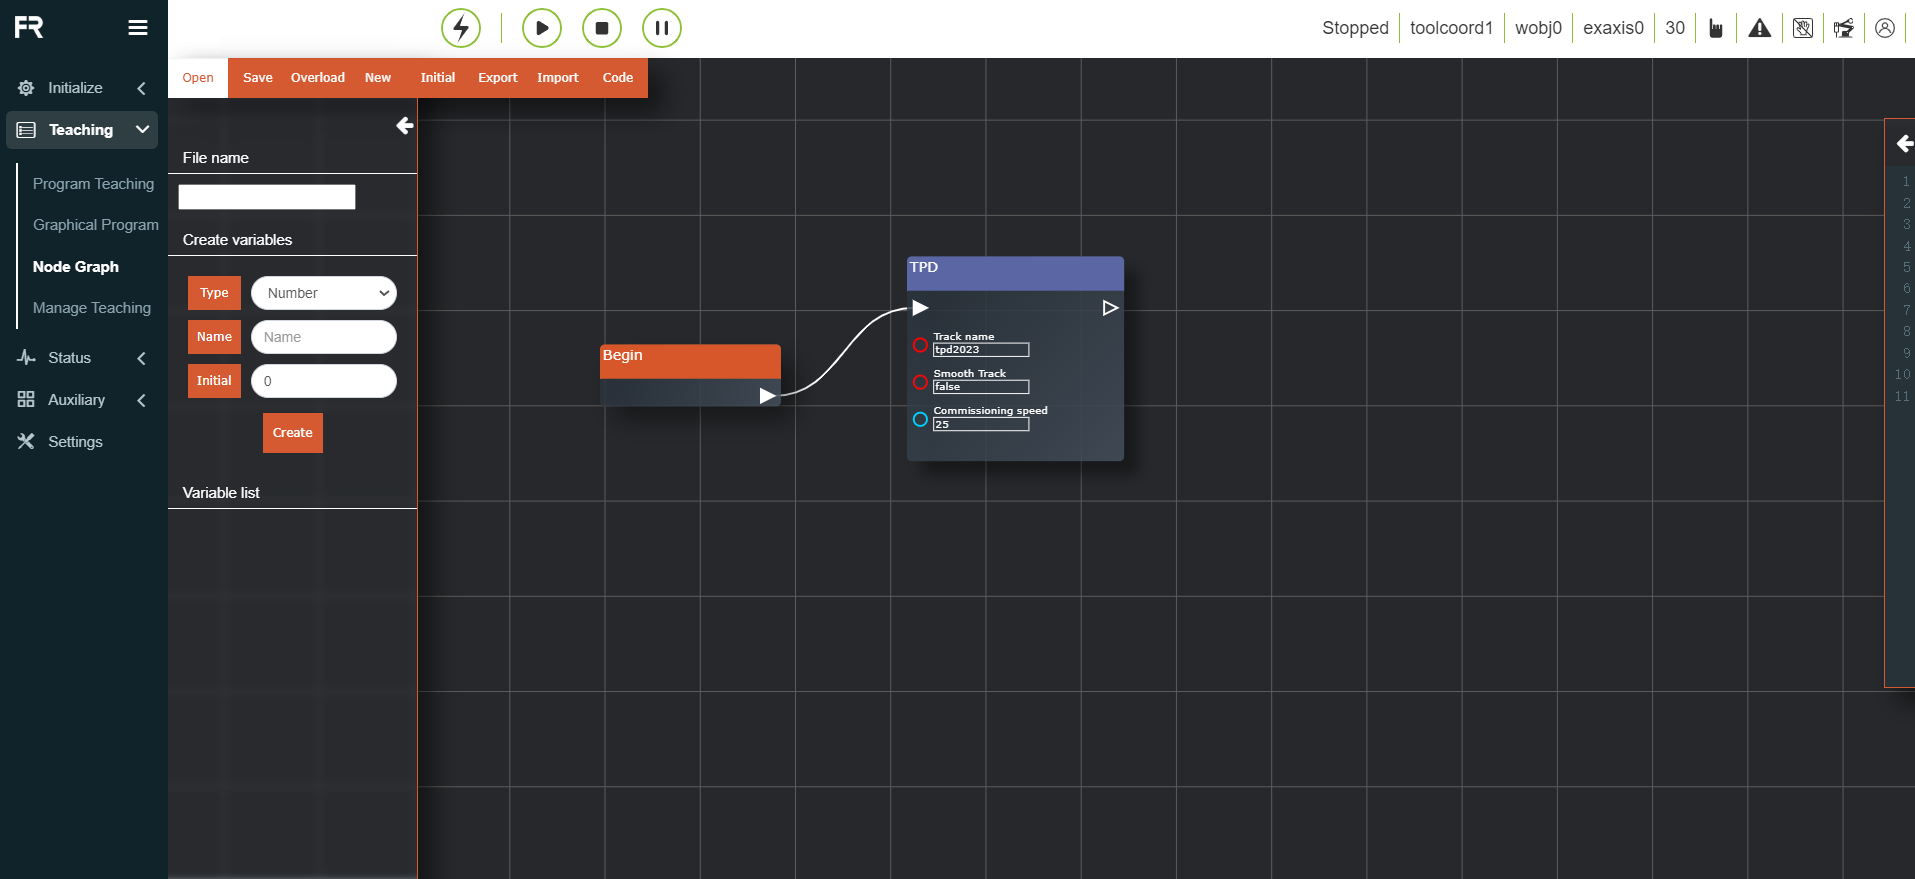 FR
Stopped
toolcoord1
wobj0
exaxis0
30
Open
Save
Overload
New
Initial
Export
Import
Code
Initialize
Teaching
Program Teaching
Graphical Program
Node Graph
Manage Teaching
Status
Auxiliary
Settings
File name
Create variables
Type
Number
Name
Name
Initial
0
Create
Variable list
Begin
TPD
Track name
tpd2023
Smooth Track
false
Commissioning speed
25
1
2
3
4
5
6
7
8
9
10
11